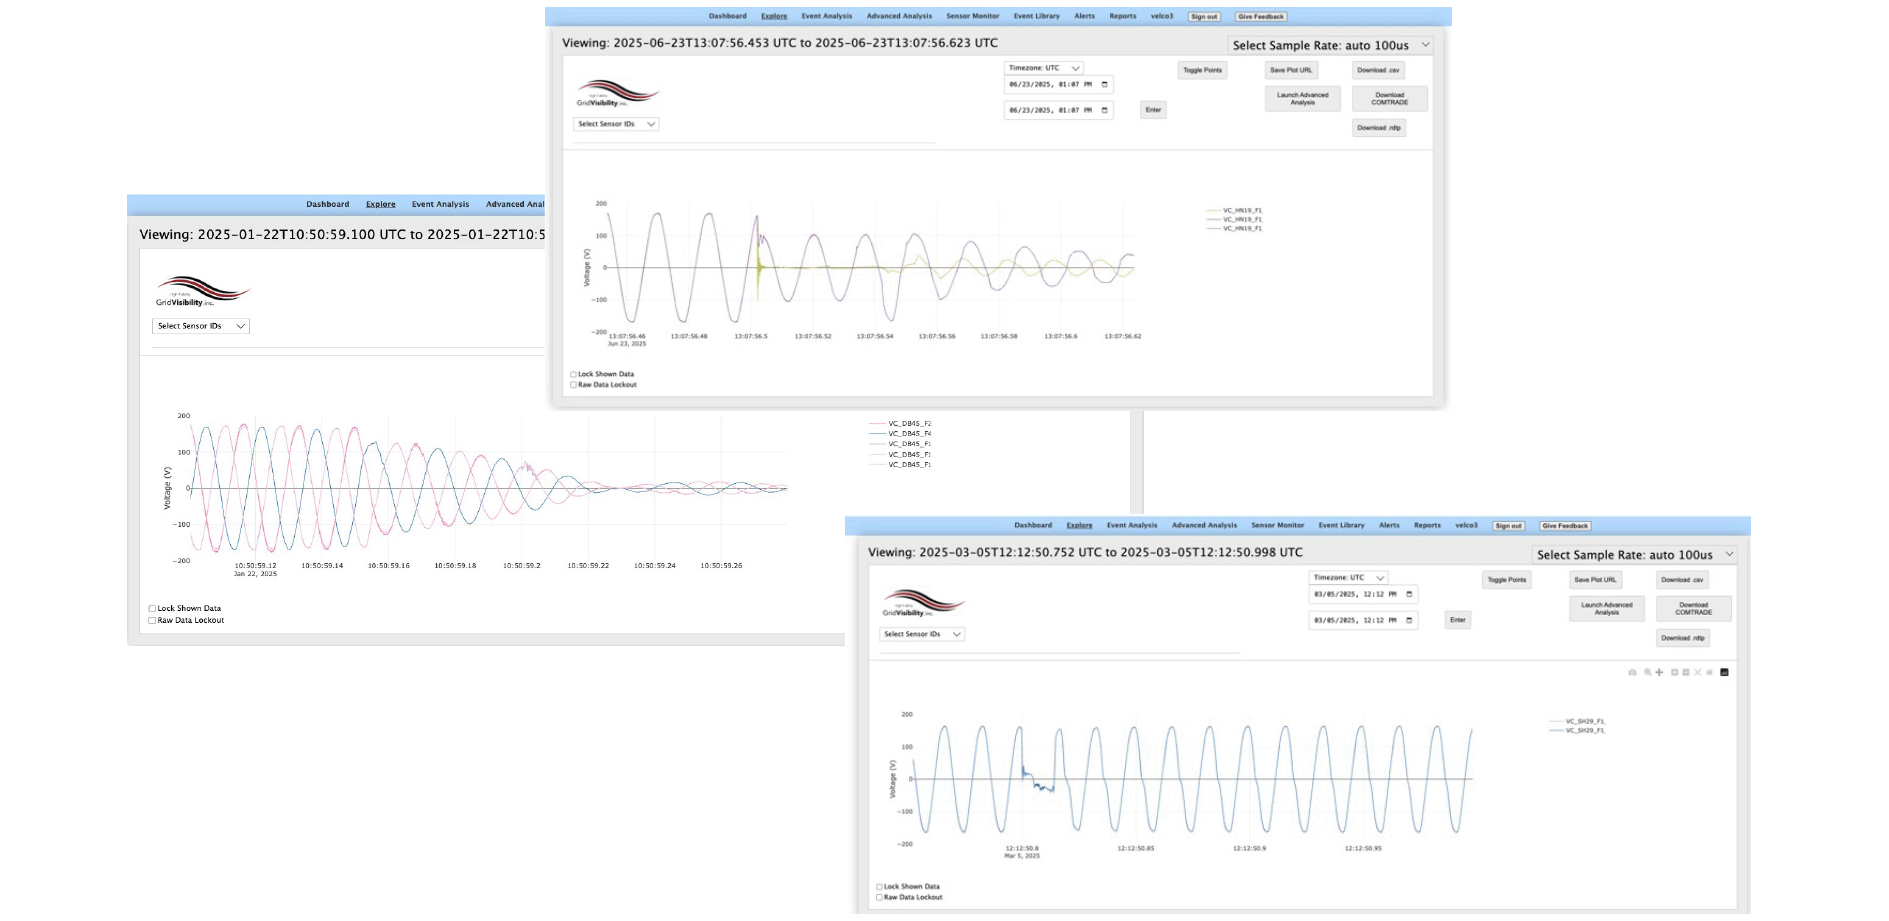 Dashboard Explore Event Analysis Advanced Analysis Sensor Monitor Event Library Alerts Reports velco3 Sign out Give Feedback
Viewing: 2025-06-23T13:07:56.453 UTC to 2025-06-23T13:07:56.623 UTC
Select Sample Rate: auto 100us
Timezone: UTC
06/23/2025, 01:07 PM
06/23/2025, 01:07 PM
Enter
Toggle Points
Save Plot URL
Download .csv
Launch Advanced
Analysis
Download
COMTRADE
Download .rdlp
GridVisibility inc.
Select Sensor IDs
Voltage (V)
200
100
0
−100
−200
13:07:56.46 13:07:56.48 13:07:56.5 13:07:56.52 13:07:56.54 13:07:56.56 13:07:56.58 13:07:56.6 13:07:56.62
Jun 23, 2025
VC_HN19_F1
VC_HN19_F1
VC_HN19_F1
Lock Shown Data
Raw Data Lockout
Dashboard Explore Event Analysis Advanced Anal
Viewing: 2025-01-22T10:50:59.100 UTC to 2025-01-22T10:5
GridVisibility inc.
Select Sensor IDs
Voltage (V)
200
100
0
−100
−200
10:50:59.12 10:50:59.14 10:50:59.16 10:50:59.18 10:50:59.2 10:50:59.22 10:50:59.24 10:50:59.26
Jan 22, 2025
VC_DB45_F2
VC_DB45_F4
VC_DB45_F1
VC_DB45_F1
VC_DB45_F1
Lock Shown Data
Raw Data Lockout
Dashboard Explore Event Analysis Advanced Analysis Sensor Monitor Event Library Alerts Reports velco3 Sign out Give Feedback
Viewing: 2025-03-05T12:12:50.752 UTC to 2025-03-05T12:12:50.998 UTC
Select Sample Rate: auto 100us
Timezone: UTC
03/05/2025, 12:12 PM
03/05/2025, 12:12 PM
Enter
Toggle Points
Save Plot URL
Download .csv
Launch Advanced
Analysis
Download
COMTRADE
Download .rdlp
GridVisibility inc.
Select Sensor IDs
Voltage (V)
200
100
0
−100
−200
12:12:50.8 12:12:50.85 12:12:50.9 12:12:50.95
Mar 5, 2025
VC_SH29_F1
VC_SH29_F1
Lock Shown Data
Raw Data Lockout